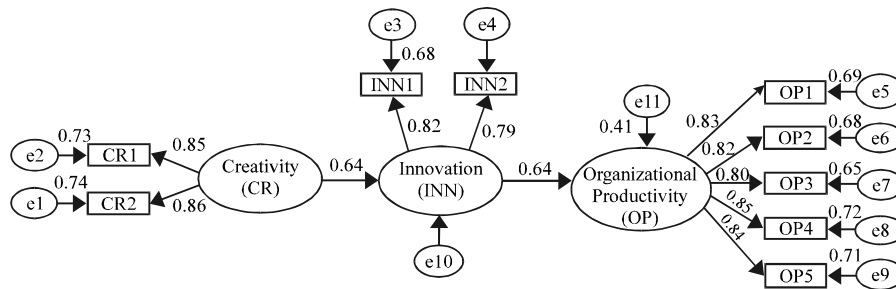 e3
e4
0.68
INN1
INN2
0.69
OP1
e5
e11
0.83
0.73
0.85
0.82
0.79
0.41
0.82
OP2
0.68
e6
e2
CR1
Creativity
(CR)
0.64
Innovation
(INN)
0.64
Organizational
Productivity
(OP)
0.80
OP3
0.65
e7
0.74
e1
CR2
0.86
0.85
OP4
0.72
e8
0.84
e10
OP5
0.71
e9